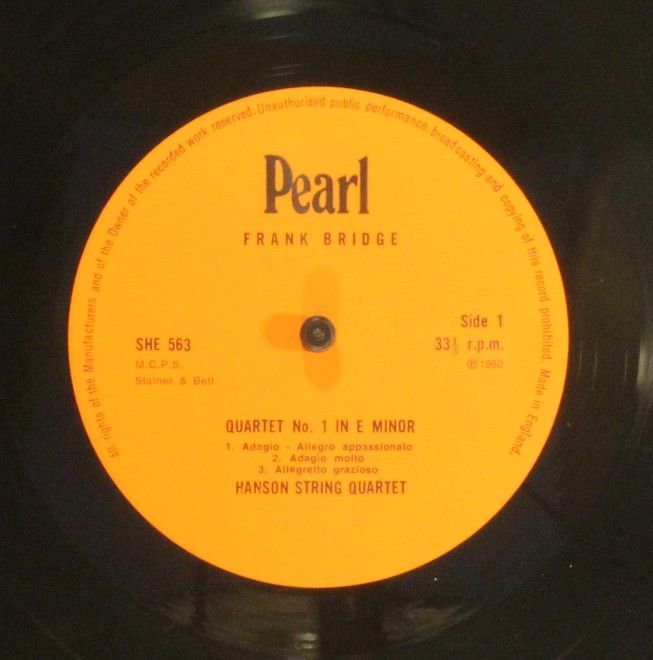 All rights of the Manufacturers and of the Owner of the recorded work reserved. Unauthorised public performance, broadcasting and copying of this record prohibited. Made in England.
Pearl
FRANK BRIDGE
Side 1
SHE 563
33⅓ r.p.m.
M.C.P.S.
℗1980
Stainer & Bell
QUARTET No. 1 IN E MINOR
1. Adagio - Allegro appassionato
2. Adagio molto
3. Allegretto grazioso
HANSON STRING QUARTET